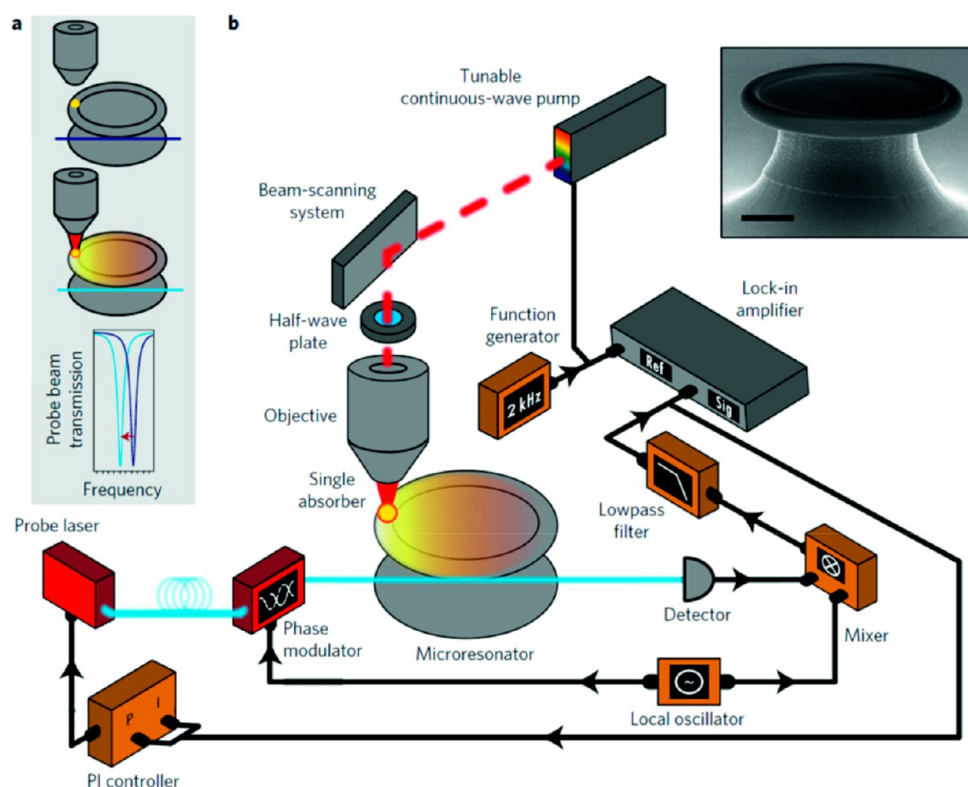 a
b
Tunable
continuous-wave pump
Beam-scanning
system
Half-wave
plate
Function
generator
Lock-in
amplifier
Ref
Sig
2 kHz
Objective
Probe beam
transmission
Frequency
Single
absorber
Lowpass
filter
Probe laser
Phase
modulator
Detector
Mixer
Microresonator
~
Local oscillator
P
I
PI controller